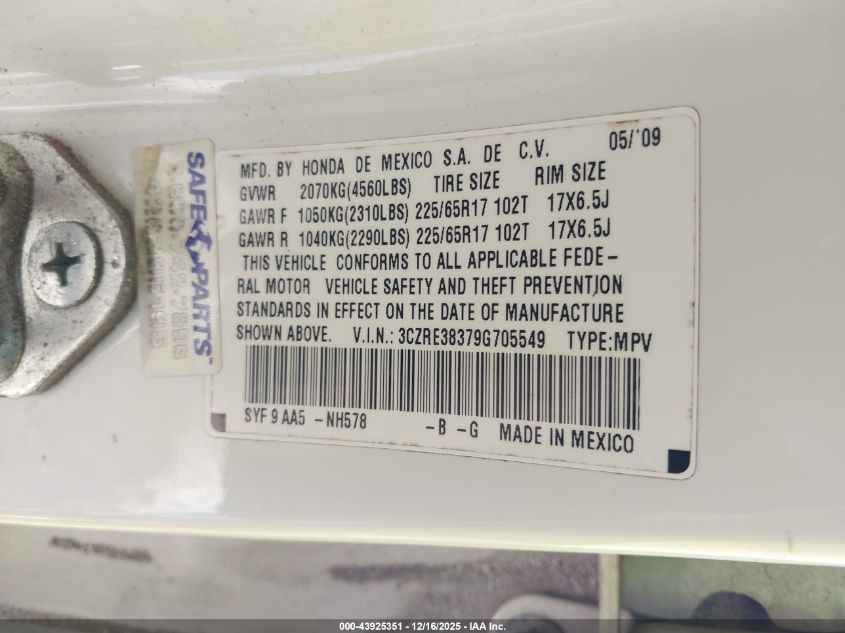 MFD. BY HONDA DE MEXICO S.A. DE C.V. 05/'09
GVWR 2070KG(4560LBS) TIRE SIZE RIM SIZE
GAWR F 1050KG(2310LBS) 225/65R17 102T 17X6.5J
GAWR R 1040KG(2290LBS) 225/65R17 102T 17X6.5J
THIS VEHICLE CONFORMS TO ALL APPLICABLE FEDE-
RAL MOTOR VEHICLE SAFETY AND THEFT PREVENTION
STANDARDS IN EFFECT ON THE DATE OF MANUFACTURE
SHOWN ABOVE. V.I.N.: 3CZRE38379G705549 TYPE:MPV
SYF 9 AA5 -NH578 -B -G MADE IN MEXICO
SAFE PARTS™
000-43925351 - 12/16/2025 - IAA Inc.